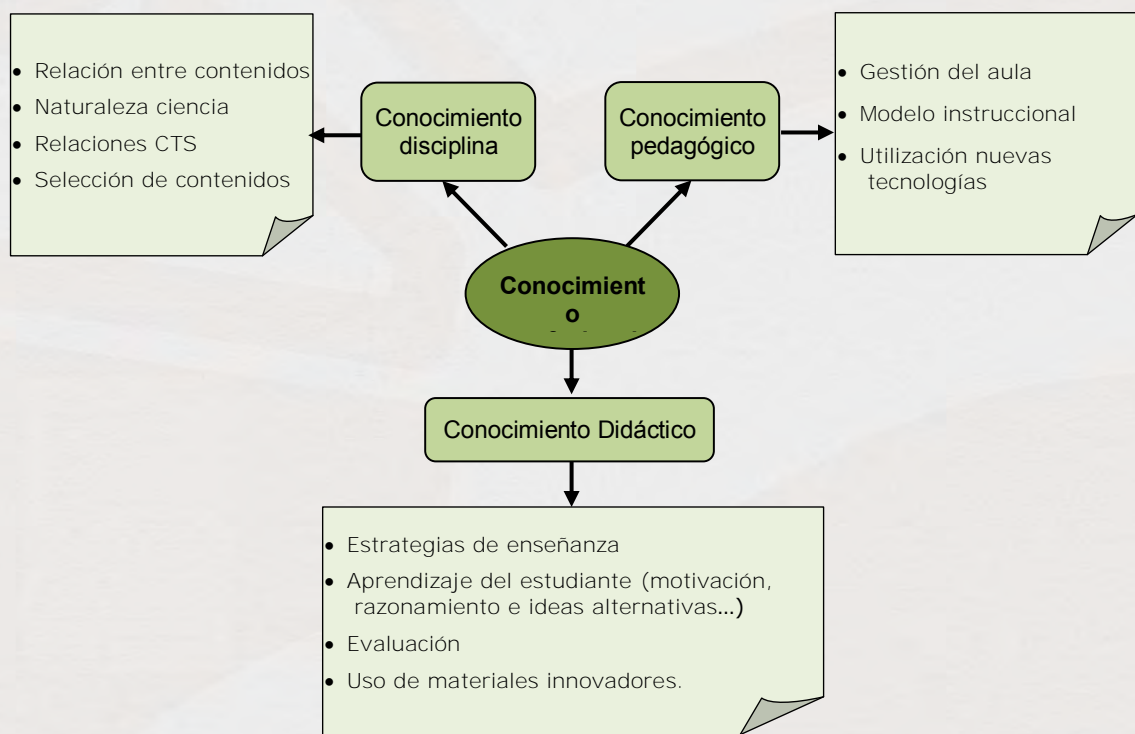 • Relación entre contenidos
• Naturaleza ciencia
• Relaciones CTS
• Selección de contenidos
Conocimiento
disciplina
Conocimiento
pedagógico
• Gestión del aula
• Modelo instruccional
• Utilización nuevas
tecnologías
Conocimient
o
Conocimiento Didáctico
• Estrategias de enseñanza
• Aprendizaje del estudiante (motivación,
razonamiento e ideas alternativas...)
• Evaluación
• Uso de materiales innovadores.